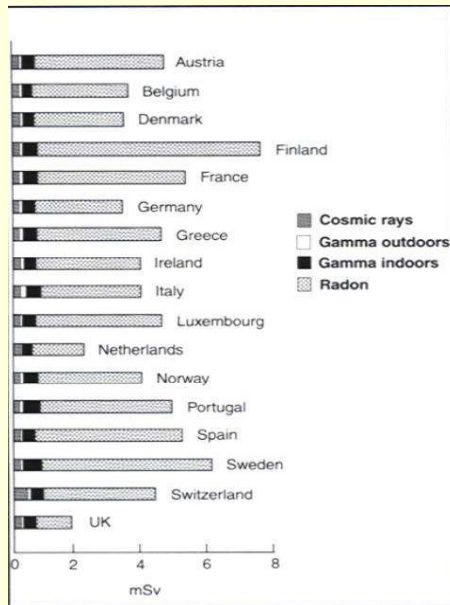 Austria
Belgium
Denmark
Finland
France
Germany
Greece
Ireland
Italy
Luxembourg
Netherlands
Norway
Portugal
Spain
Sweden
Switzerland
UK
Cosmic rays
Gamma outdoors
Gamma indoors
Radon
0 2 4 6 8
mSv